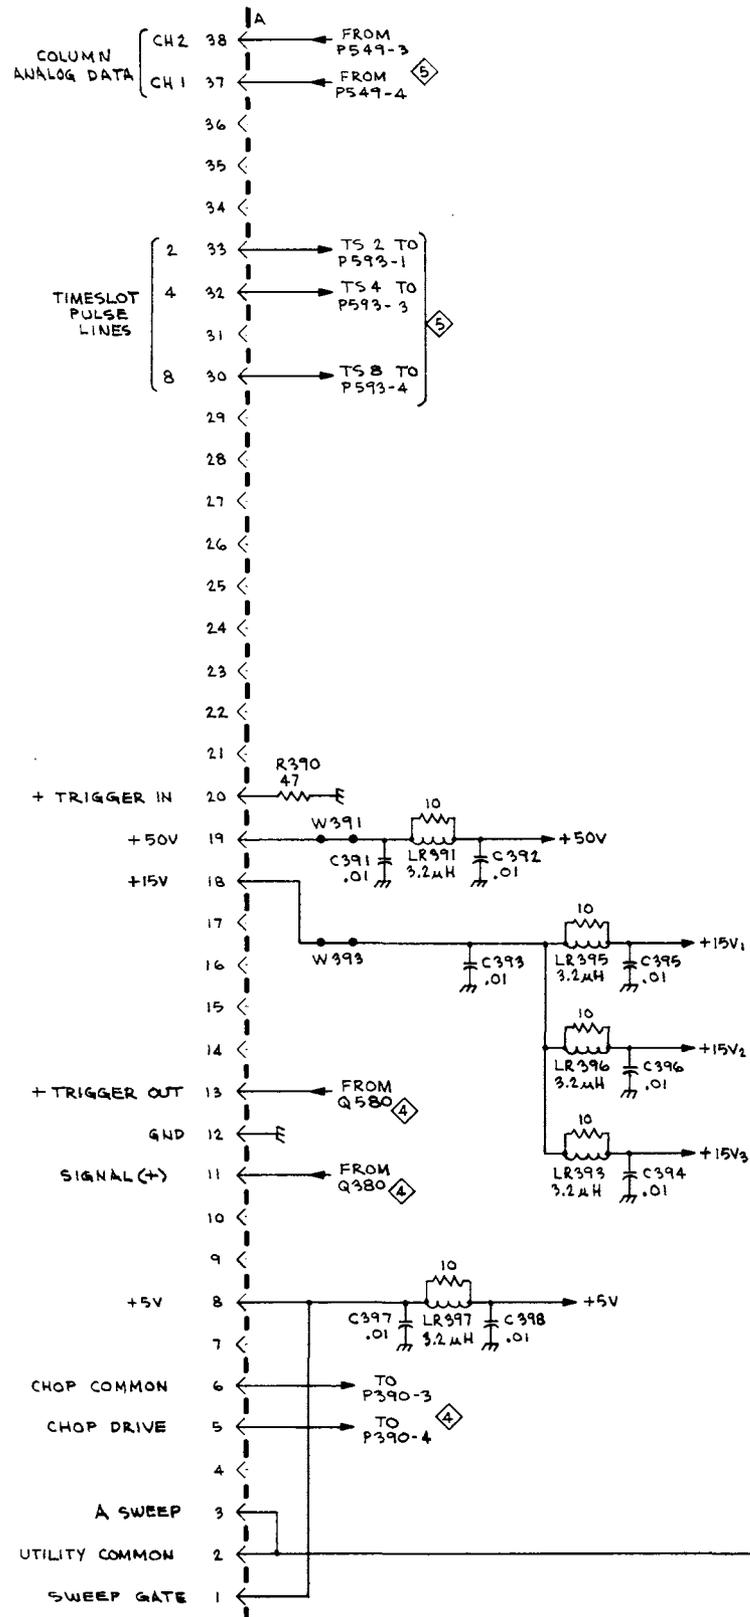 A
COLUMN
ANALOG DATA
CH2 38
FROM
P549-3
CH1 37
FROM
P549-4
5
36
35
34
TIMESLOT
PULSE
LINES
2 33
TS 2 TO
P593-1
4 32
TS 4 TO
P593-3
5
31
8 30
TS 8 TO
P593-4
29
28
27
26
25
24
23
22
21
+ TRIGGER IN 20
R390
47
+50V 19
W391
C391
.01
10
LR391
3.2µH
C392
.01
+50V
+15V 18
17
W393
C393
.01
10
LR395
3.2µH
C395
.01
+15V1
16
15
14
10
LR396
3.2µH
C396
.01
+15V2
+ TRIGGER OUT 13
FROM
Q580
4
GND 12
10
LR393
3.2µH
C394
.01
+15V3
SIGNAL (+) 11
FROM
Q380
4
10
9
+5V 8
C397
.01
10
LR397
3.2µH
C398
.01
+5V
7
CHOP COMMON 6
TO
P390-3
CHOP DRIVE 5
TO
P390-4
4
4
A SWEEP 3
UTILITY COMMON 2
SWEEP GATE 1